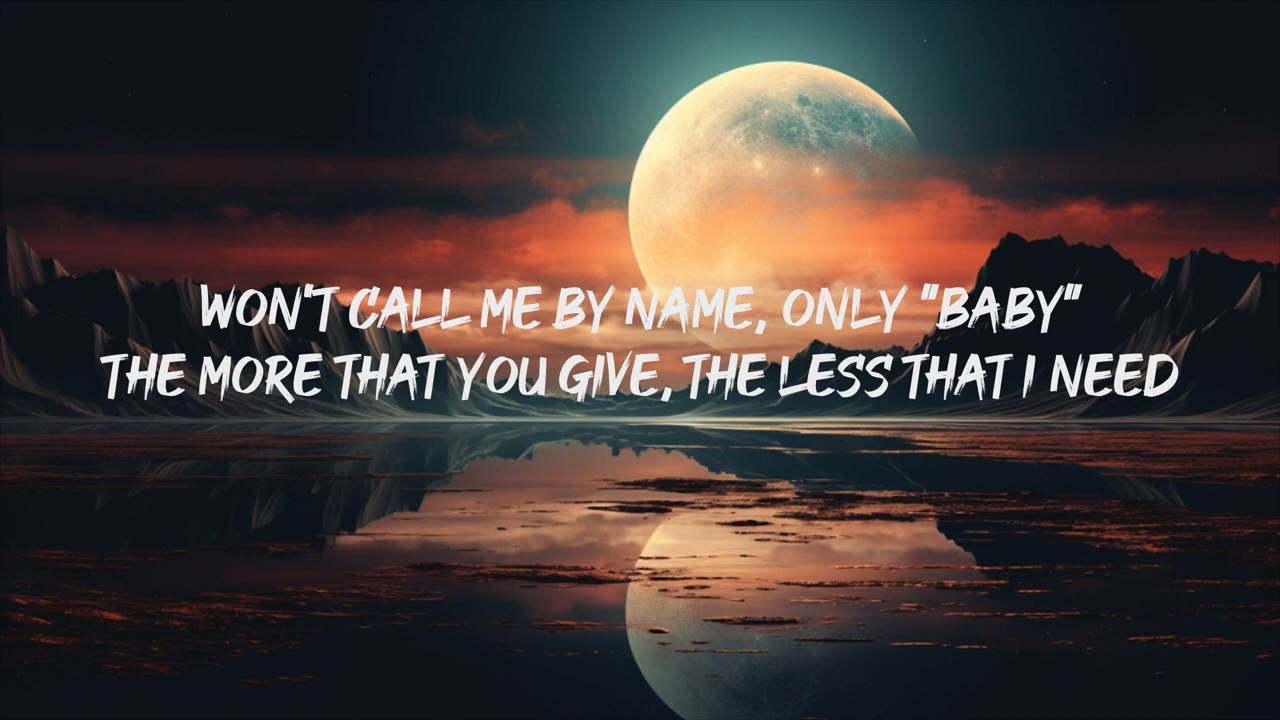 WON'T CALL ME BY NAME, ONLY "BABY"
THE MORE THAT YOU GIVE, THE LESS THAT I NEED